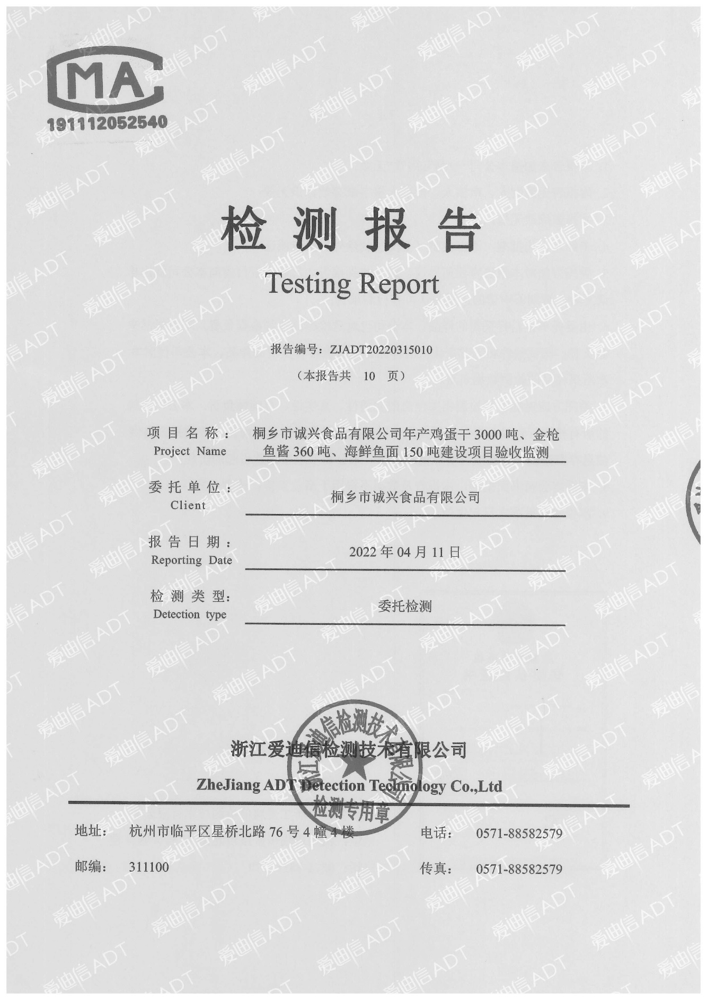 CMA
191112052540
检测报告
Testing Report
报告编号：ZJADT20220315010
（本报告共 10 页）
项目名称： 桐乡市诚兴食品有限公司年产鸡蛋干 3000 吨、金枪
Project Name 鱼酱 360 吨、海鲜鱼面 150 吨建设项目验收监测
委托单位：
桐乡市诚兴食品有限公司
Client
报告日期：
2022 年 04 月 11 日
Reporting Date
检测类型：
委托检测
Detection type
浙江爱迪信检测技术有限公司
浙江爱迪信检测技术有限公司
ZheJiang ADT Detection Technology Co.,Ltd
检测专用章
地址： 杭州市临平区星桥北路 76 号 4 幢 4 楼 电话： 0571-88582579
邮编： 311100 传真： 0571-88582579
爱迪信 ADT